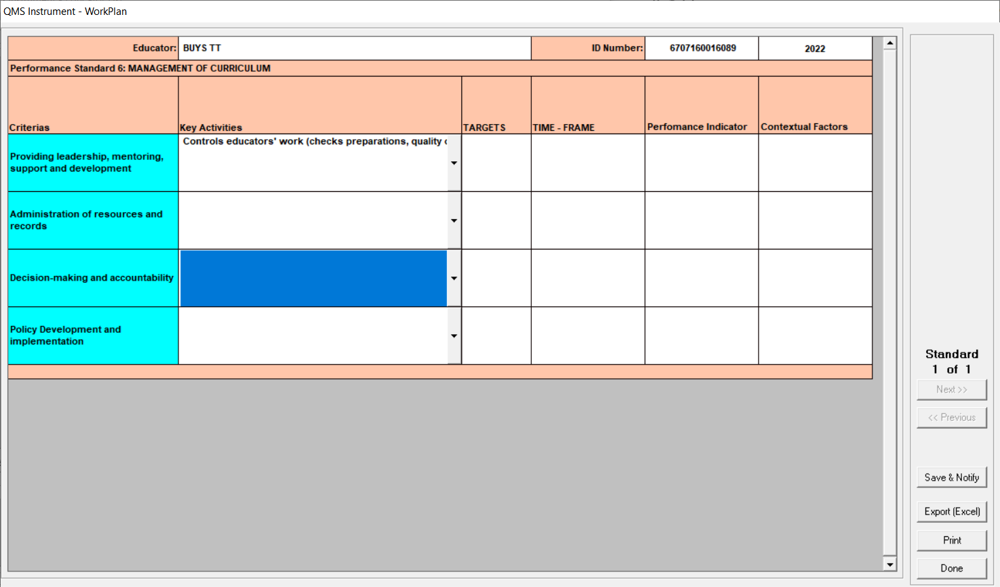 QMS Instrument - WorkPlan
Educator: BUYS TT ID Number: 6707160016089 2022
Performance Standard 6: MANAGEMENT OF CURRICULUM
Criterias Key Activities TARGETS TIME - FRAME Perfomance Indicator Contextual Factors
Controls educators' work (checks preparations, quality
Providing leadership, mentoring,
support and development
Administration of resources and
records
Decision-making and accountability
Policy Development and
implementation
Standard
1 of 1
Next >>
<< Previous
Save & Notify
Export (Excel)
Print
Done